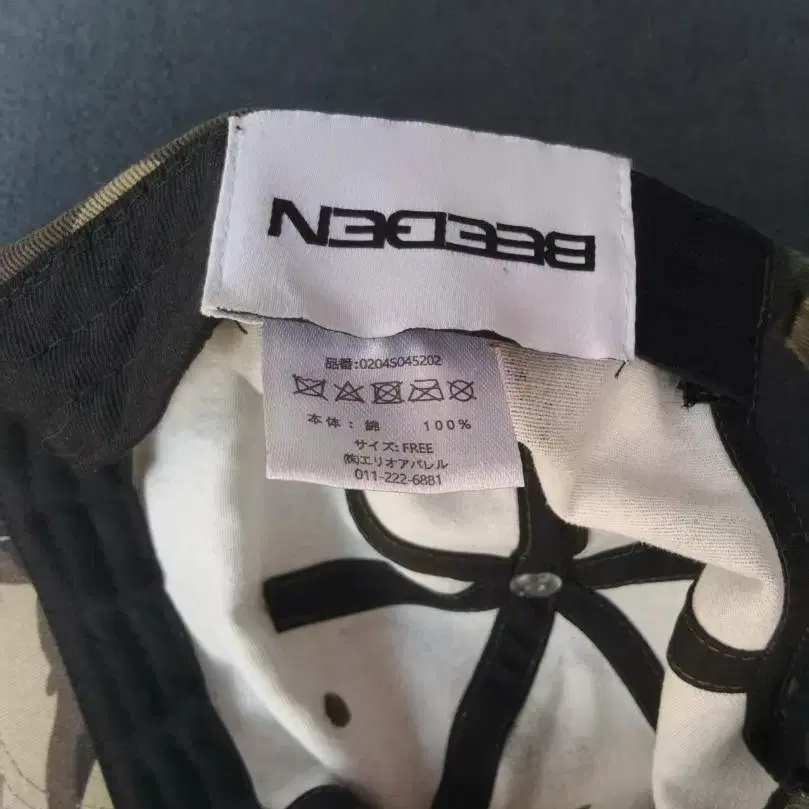 BEEDEN
品番:0204S045202
本体: 綿 100%
サイズ: FREE
㈱エリオアパレル
011-222-6881